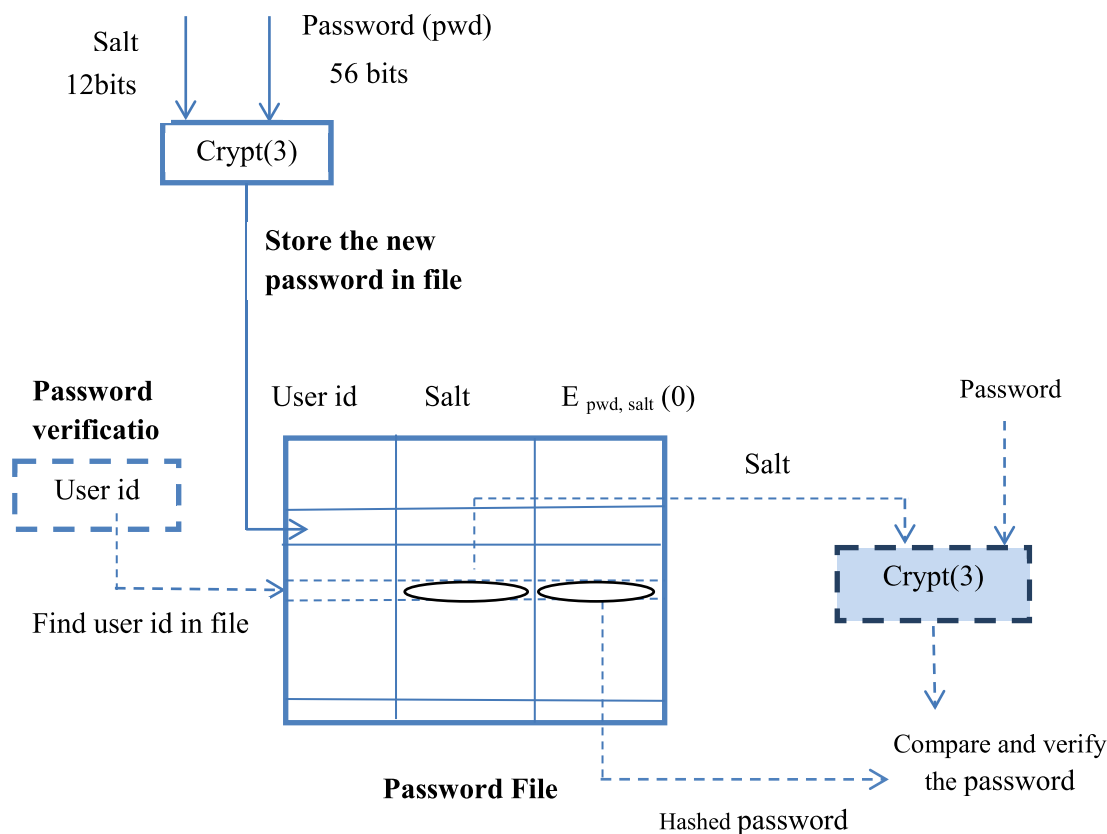 Salt
12bits
Password (pwd)
56 bits
Crypt(3)
Store the new
password in file
Password
verificatio
User id
Find user id in file
User id Salt E pwd, salt (0)
Password File
Salt
Password
Crypt(3)
Compare and verify
the password
Hashed password